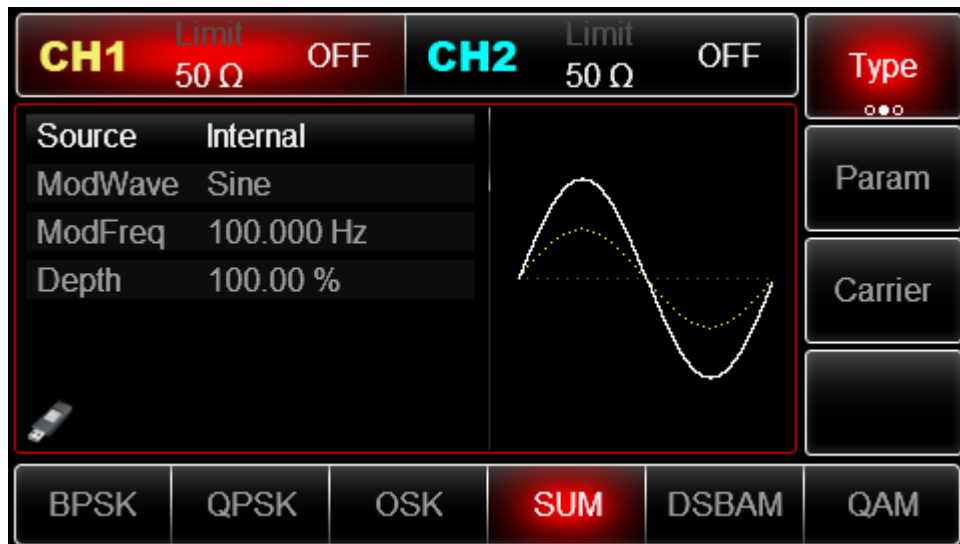 CH1 Limit 50 Ω OFF CH2 Limit 50 Ω OFF
Type
Source Internal
ModWave Sine
ModFreq 100.000 Hz
Depth 100.00 %
Param
Carrier
BPSK QPSK OSK SUM DSBAM QAM